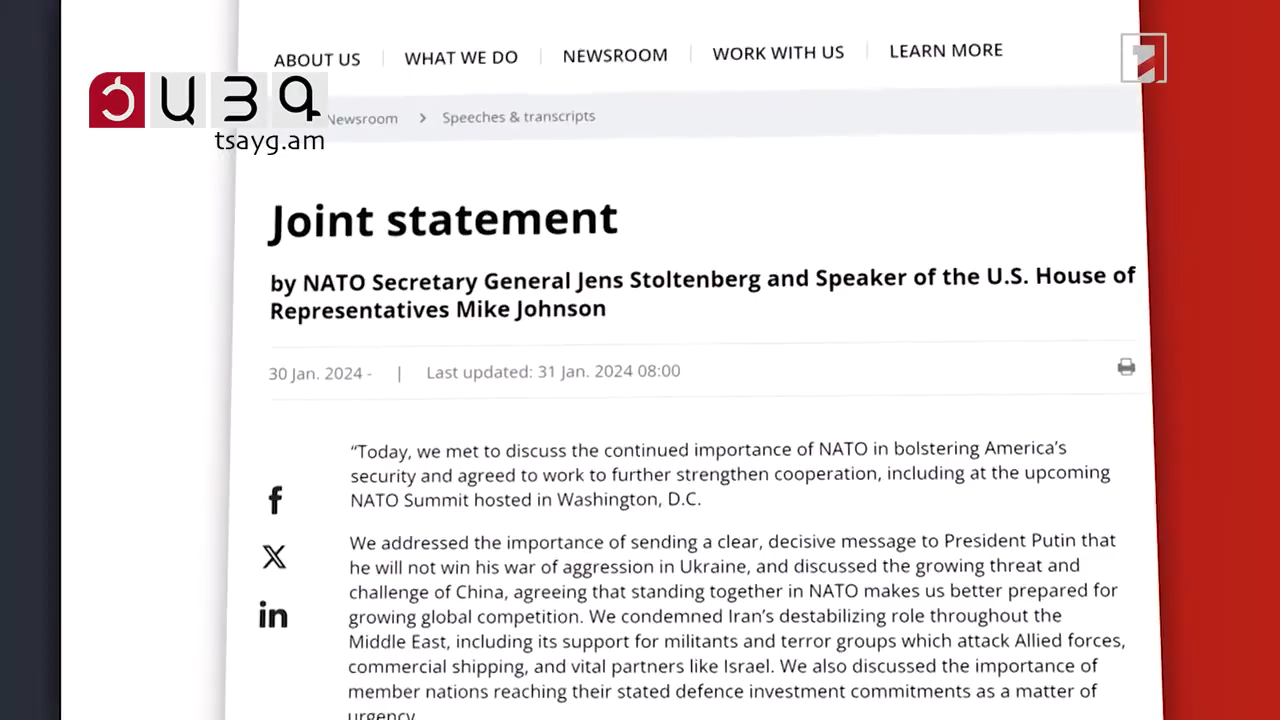 ABOUT US WHAT WE DO NEWSROOM WORK WITH US LEARN MORE
ՑԱՅԳ
tsayg.am
Newsroom > Speeches & transcripts
Joint statement
by NATO Secretary General Jens Stoltenberg and Speaker of the U.S. House of
Representatives Mike Johnson
30 Jan. 2024 - | Last updated: 31 Jan. 2024 08:00
“Today, we met to discuss the continued importance of NATO in bolstering America’s
security and agreed to work to further strengthen cooperation, including at the upcoming
NATO Summit hosted in Washington, D.C.
We addressed the importance of sending a clear, decisive message to President Putin that
he will not win his war of aggression in Ukraine, and discussed the growing threat and
challenge of China, agreeing that standing together in NATO makes us better prepared for
growing global competition. We condemned Iran’s destabilizing role throughout the
Middle East, including its support for militants and terror groups which attack Allied forces,
commercial shipping, and vital partners like Israel. We also discussed the importance of
member nations reaching their stated defence investment commitments as a matter of
urgency.